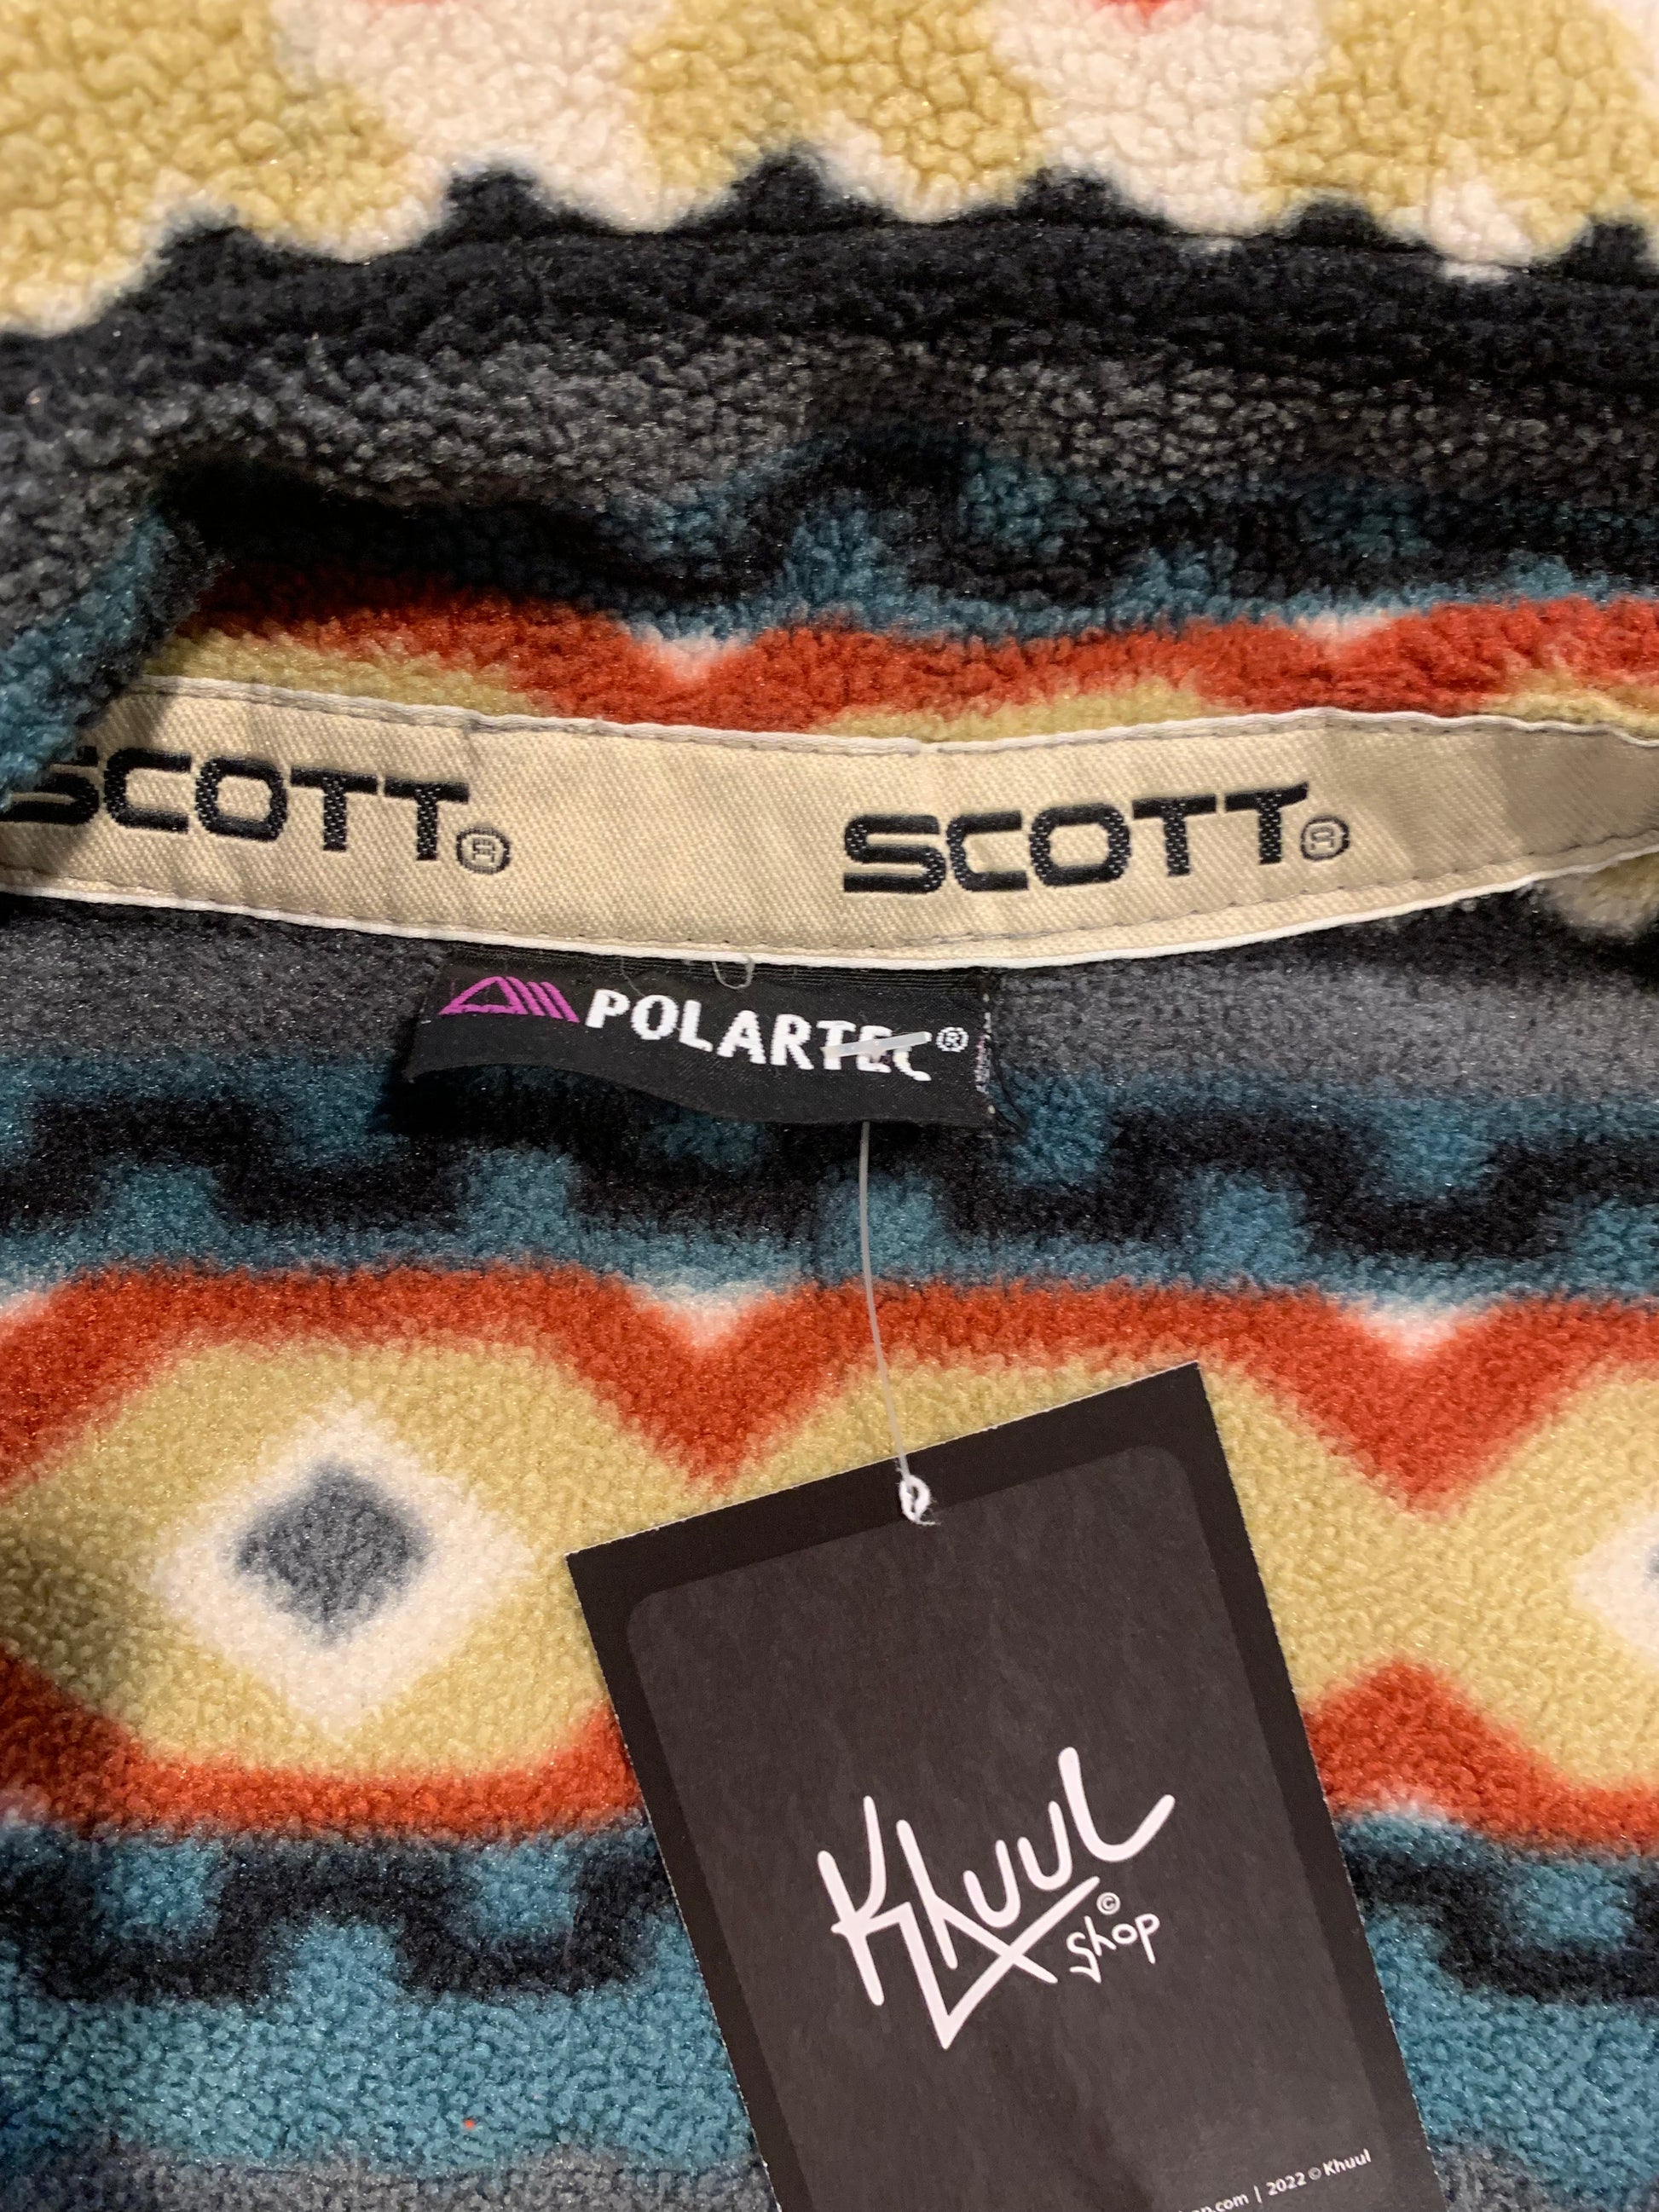 SCOTT® SCOTT®
POLARTEC®
Khuul
© shop
| 2022 © Khuul